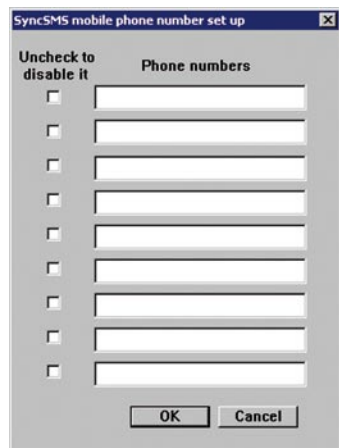 SyncSMS mobile phone number set up
Uncheck to
disable it
Phone numbers
OK
Cancel